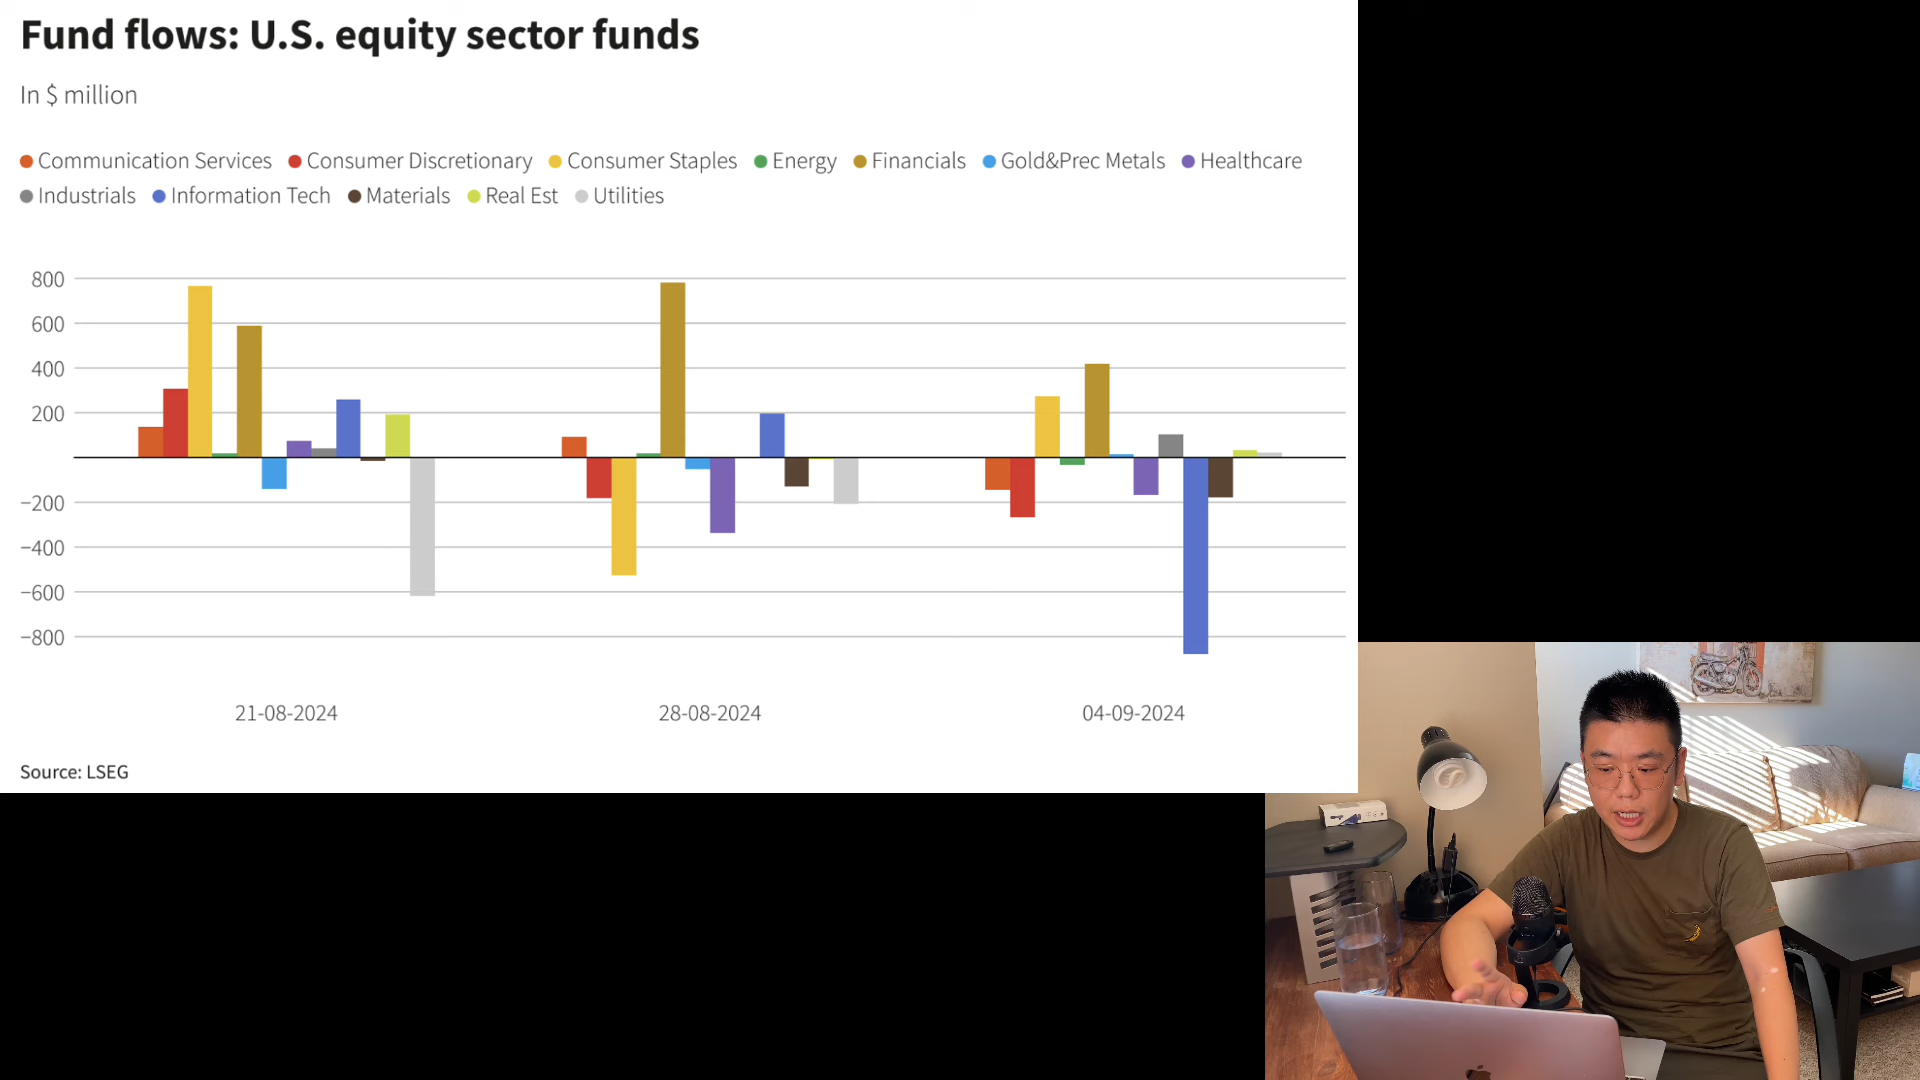 Fund flows: U.S. equity sector funds
In $ million
Communication Services Consumer Discretionary Consumer Staples Energy Financials Gold&Prec Metals Healthcare
Industrials Information Tech Materials Real Est Utilities
800
600
400
200
−200
−400
−600
−800
21-08-2024 28-08-2024 04-09-2024
Source: LSEG